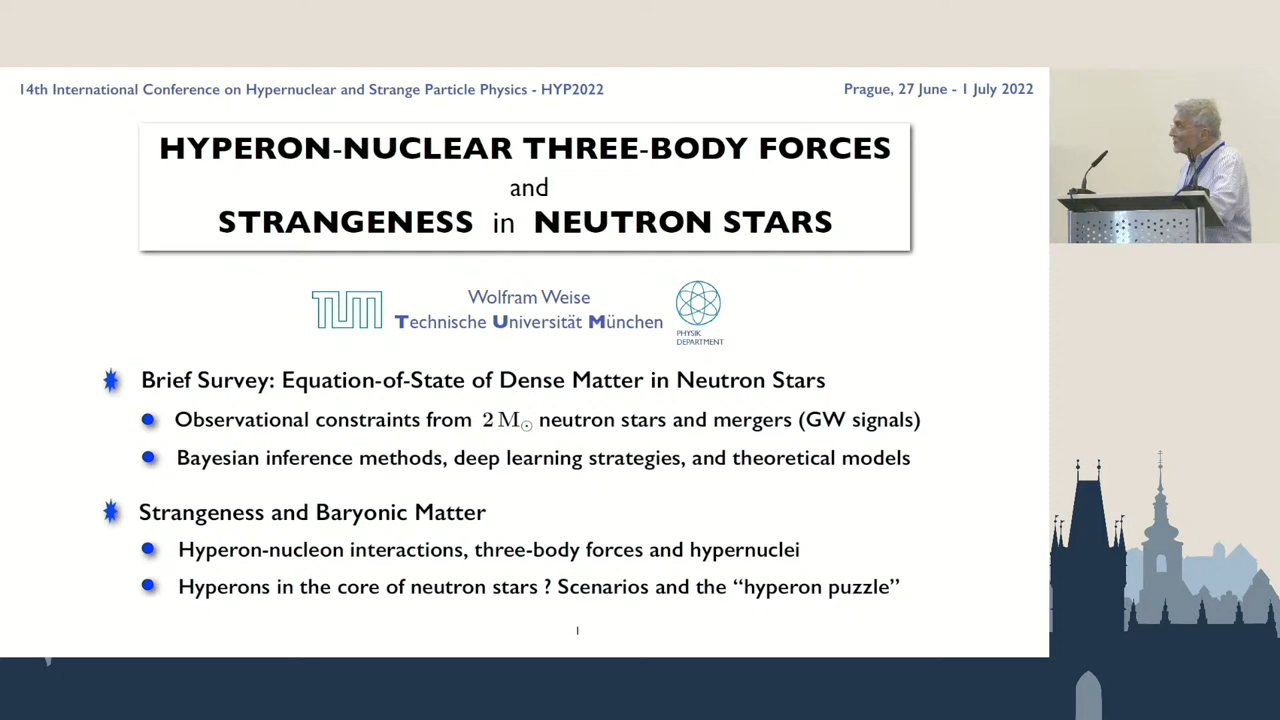 14th International Conference on Hypernuclear and Strange Particle Physics - HYP2022
Prague, 27 June - 1 July 2022
HYPERON-NUCLEAR THREE-BODY FORCES
and
STRANGENESS in NEUTRON STARS
TUM
Wolfram Weise
Technische Universität München
PHYSIK
DEPARTMENT
Brief Survey: Equation-of-State of Dense Matter in Neutron Stars
Observational constraints from 2 M☉ neutron stars and mergers (GW signals)
Bayesian inference methods, deep learning strategies, and theoretical models
Strangeness and Baryonic Matter
Hyperon-nucleon interactions, three-body forces and hypernuclei
Hyperons in the core of neutron stars ? Scenarios and the “hyperon puzzle”
1